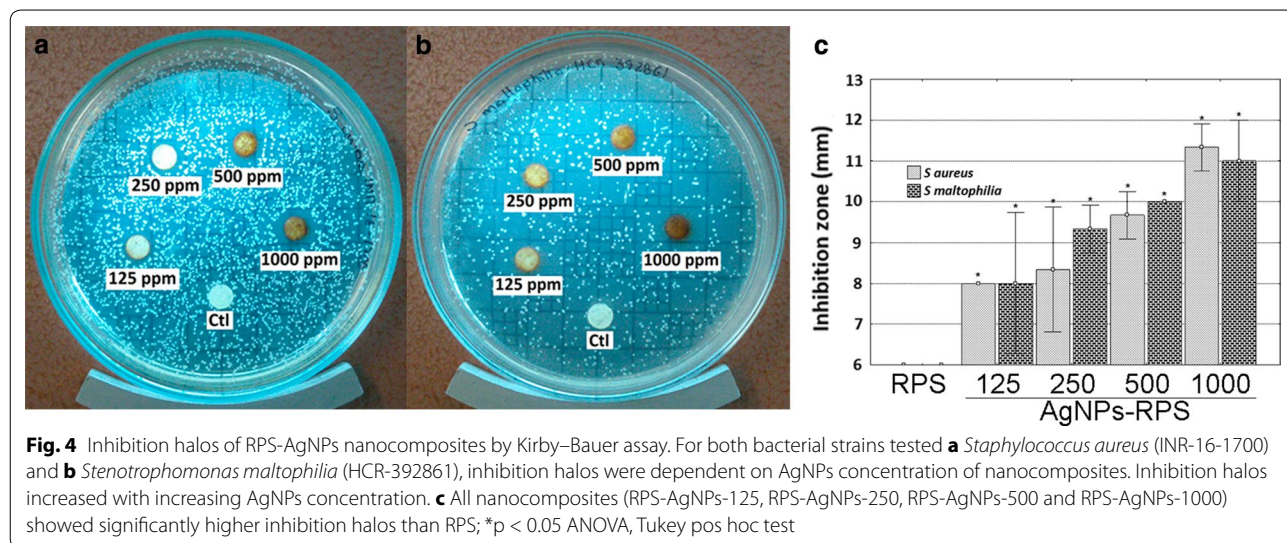 a
250 ppm
500 ppm
125 ppm
1000 ppm
Ctl
b
S maltophilia HCR 392861
500 ppm
250 ppm
125 ppm
1000 ppm
Ctl
c
Inhibition zone (mm)
13
12
11
10
9
8
7
6
S aureus
S maltophilia
* * * * * * * *
RPS 125 250 500 1000
AgNPs-RPS
Fig. 4 Inhibition halos of RPS-AgNPs nanocomposites by Kirby–Bauer assay. For both bacterial strains tested a Staphylococcus aureus (INR-16-1700)
and b Stenotrophomonas maltophilia (HCR-392861), inhibition halos were dependent on AgNPs concentration of nanocomposites. Inhibition halos
increased with increasing AgNPs concentration. c All nanocomposites (RPS-AgNPs-125, RPS-AgNPs-250, RPS-AgNPs-500 and RPS-AgNPs-1000)
showed significantly higher inhibition halos than RPS; *p < 0.05 ANOVA, Tukey pos hoc test